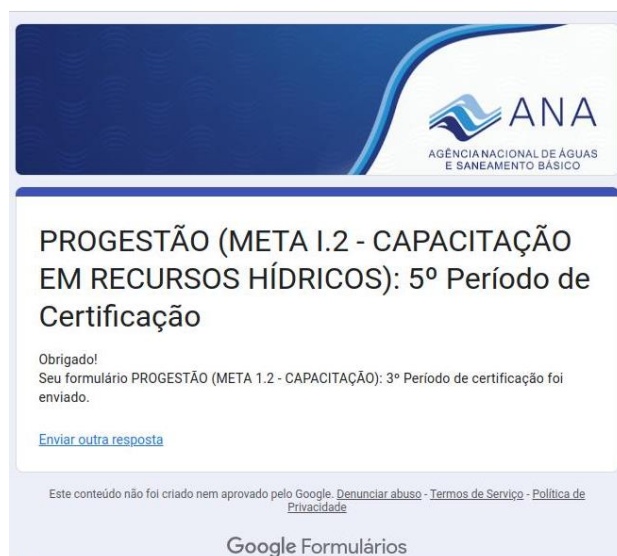 ANA
AGÊNCIA NACIONAL DE ÁGUAS
E SANEAMENTO BÁSICO
PROGESTÃO (META I.2 - CAPACITAÇÃO
EM RECURSOS HÍDRICOS): 5º Período de
Certificação
Obrigado!
Seu formulário PROGESTÃO (META 1.2 - CAPACITAÇÃO): 3º Período de certificação foi
enviado.
Enviar outra resposta
Este conteúdo não foi criado nem aprovado pelo Google. Denunciar abuso - Termos de Serviço - Política de
Privacidade
Google Formulários